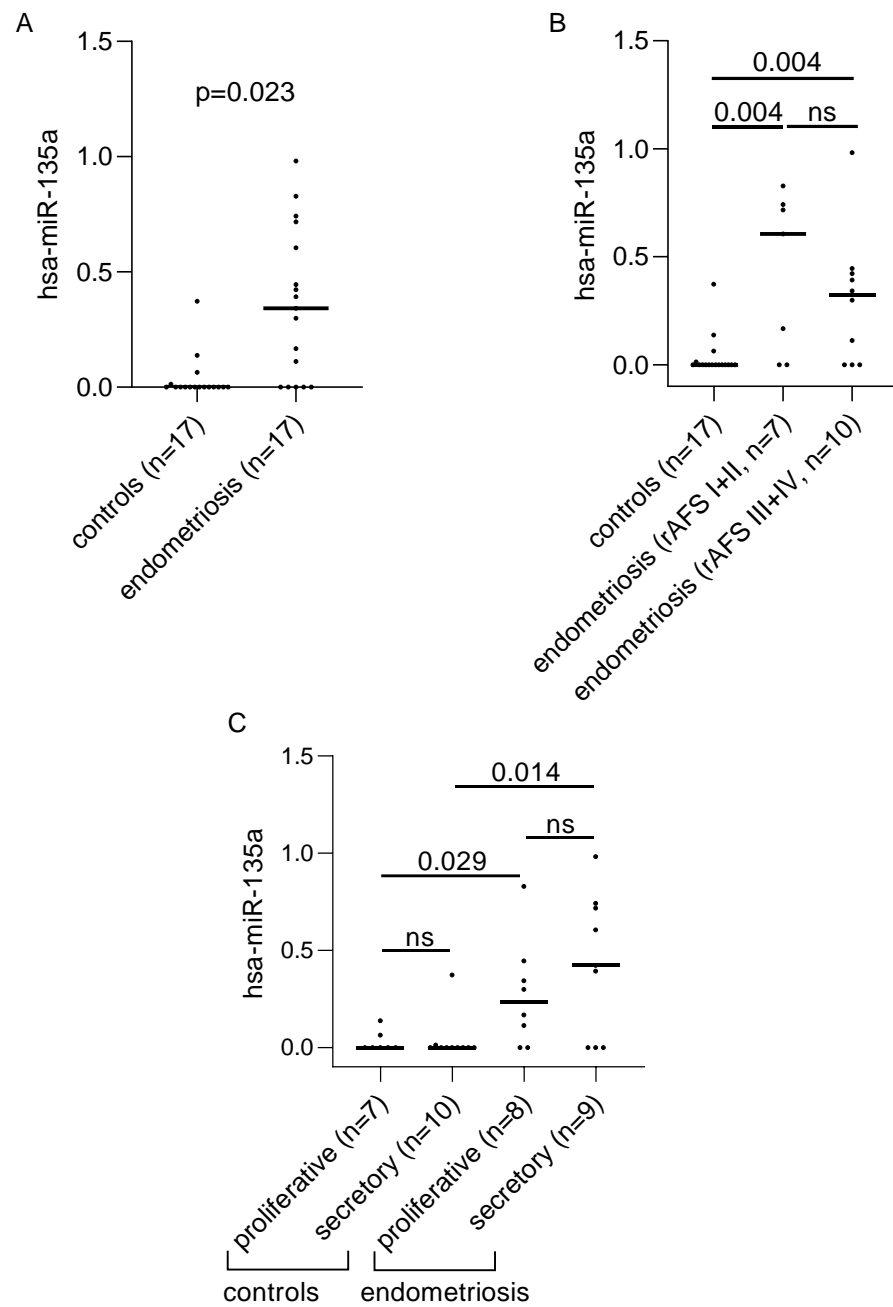 A
1.5
1.0
0.5
0.0
hsa-miR-135a
p=0.023
controls (n=17)
endometriosis (n=17)
B
1.5
1.0
0.5
0.0
hsa-miR-135a
0.004
0.004
ns
controls (n=17)
endometriosis (rAFS I+II, n=7)
endometriosis (rAFS III+IV, n=10)
C
1.5
1.0
0.5
0.0
hsa-miR-135a
0.014
ns
0.029
ns
proliferative (n=7)
secretory (n=10)
proliferative (n=8)
secretory (n=9)
controls
endometriosis